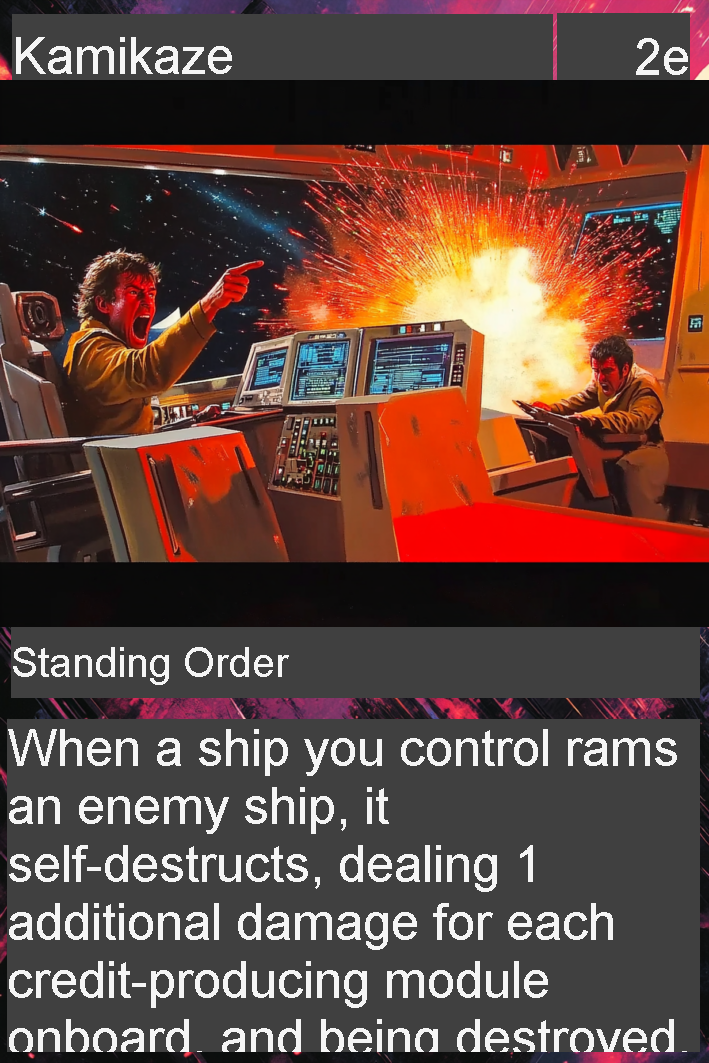 Kamikaze
2e
Standing Order
When a ship you control rams
an enemy ship, it
self-destructs, dealing 1
additional damage for each
credit-producing module
onboard, and being destroyed.